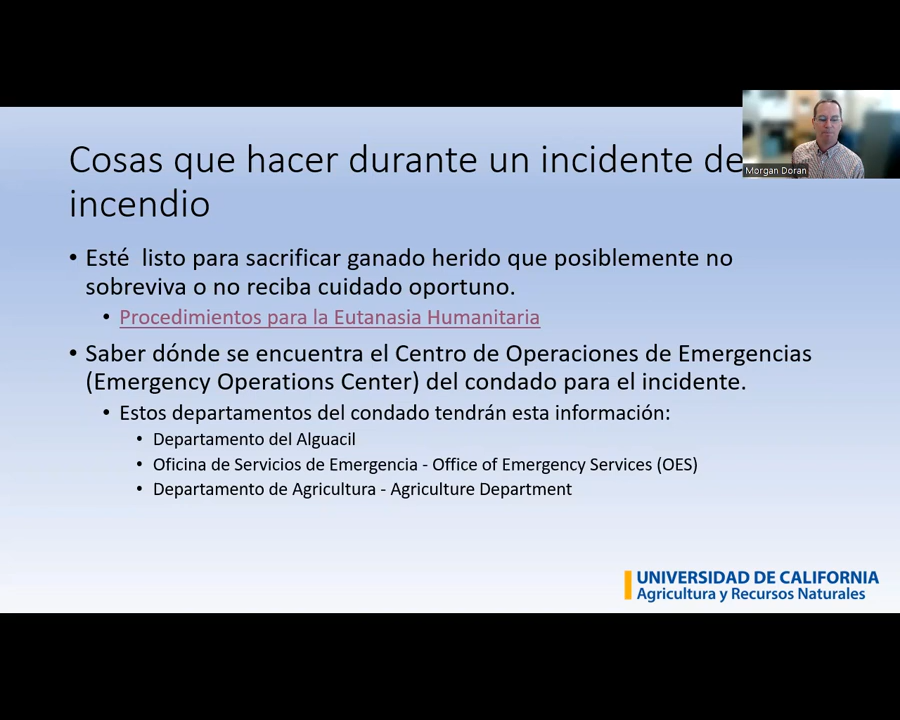 Cosas que hacer durante un incidente de
incendio
Morgan Doran
• Esté  listo para sacrificar ganado herido que posiblemente no
sobreviva o no reciba cuidado oportuno.
• Procedimientos para la Eutanasia Humanitaria
• Saber dónde se encuentra el Centro de Operaciones de Emergencias
(Emergency Operations Center) del condado para el incidente.
• Estos departamentos del condado tendrán esta información:
• Departamento del Alguacil
• Oficina de Servicios de Emergencia - Office of Emergency Services (OES)
• Departamento de Agricultura - Agriculture Department
UNIVERSIDAD DE CALIFORNIA
Agricultura y Recursos Naturales